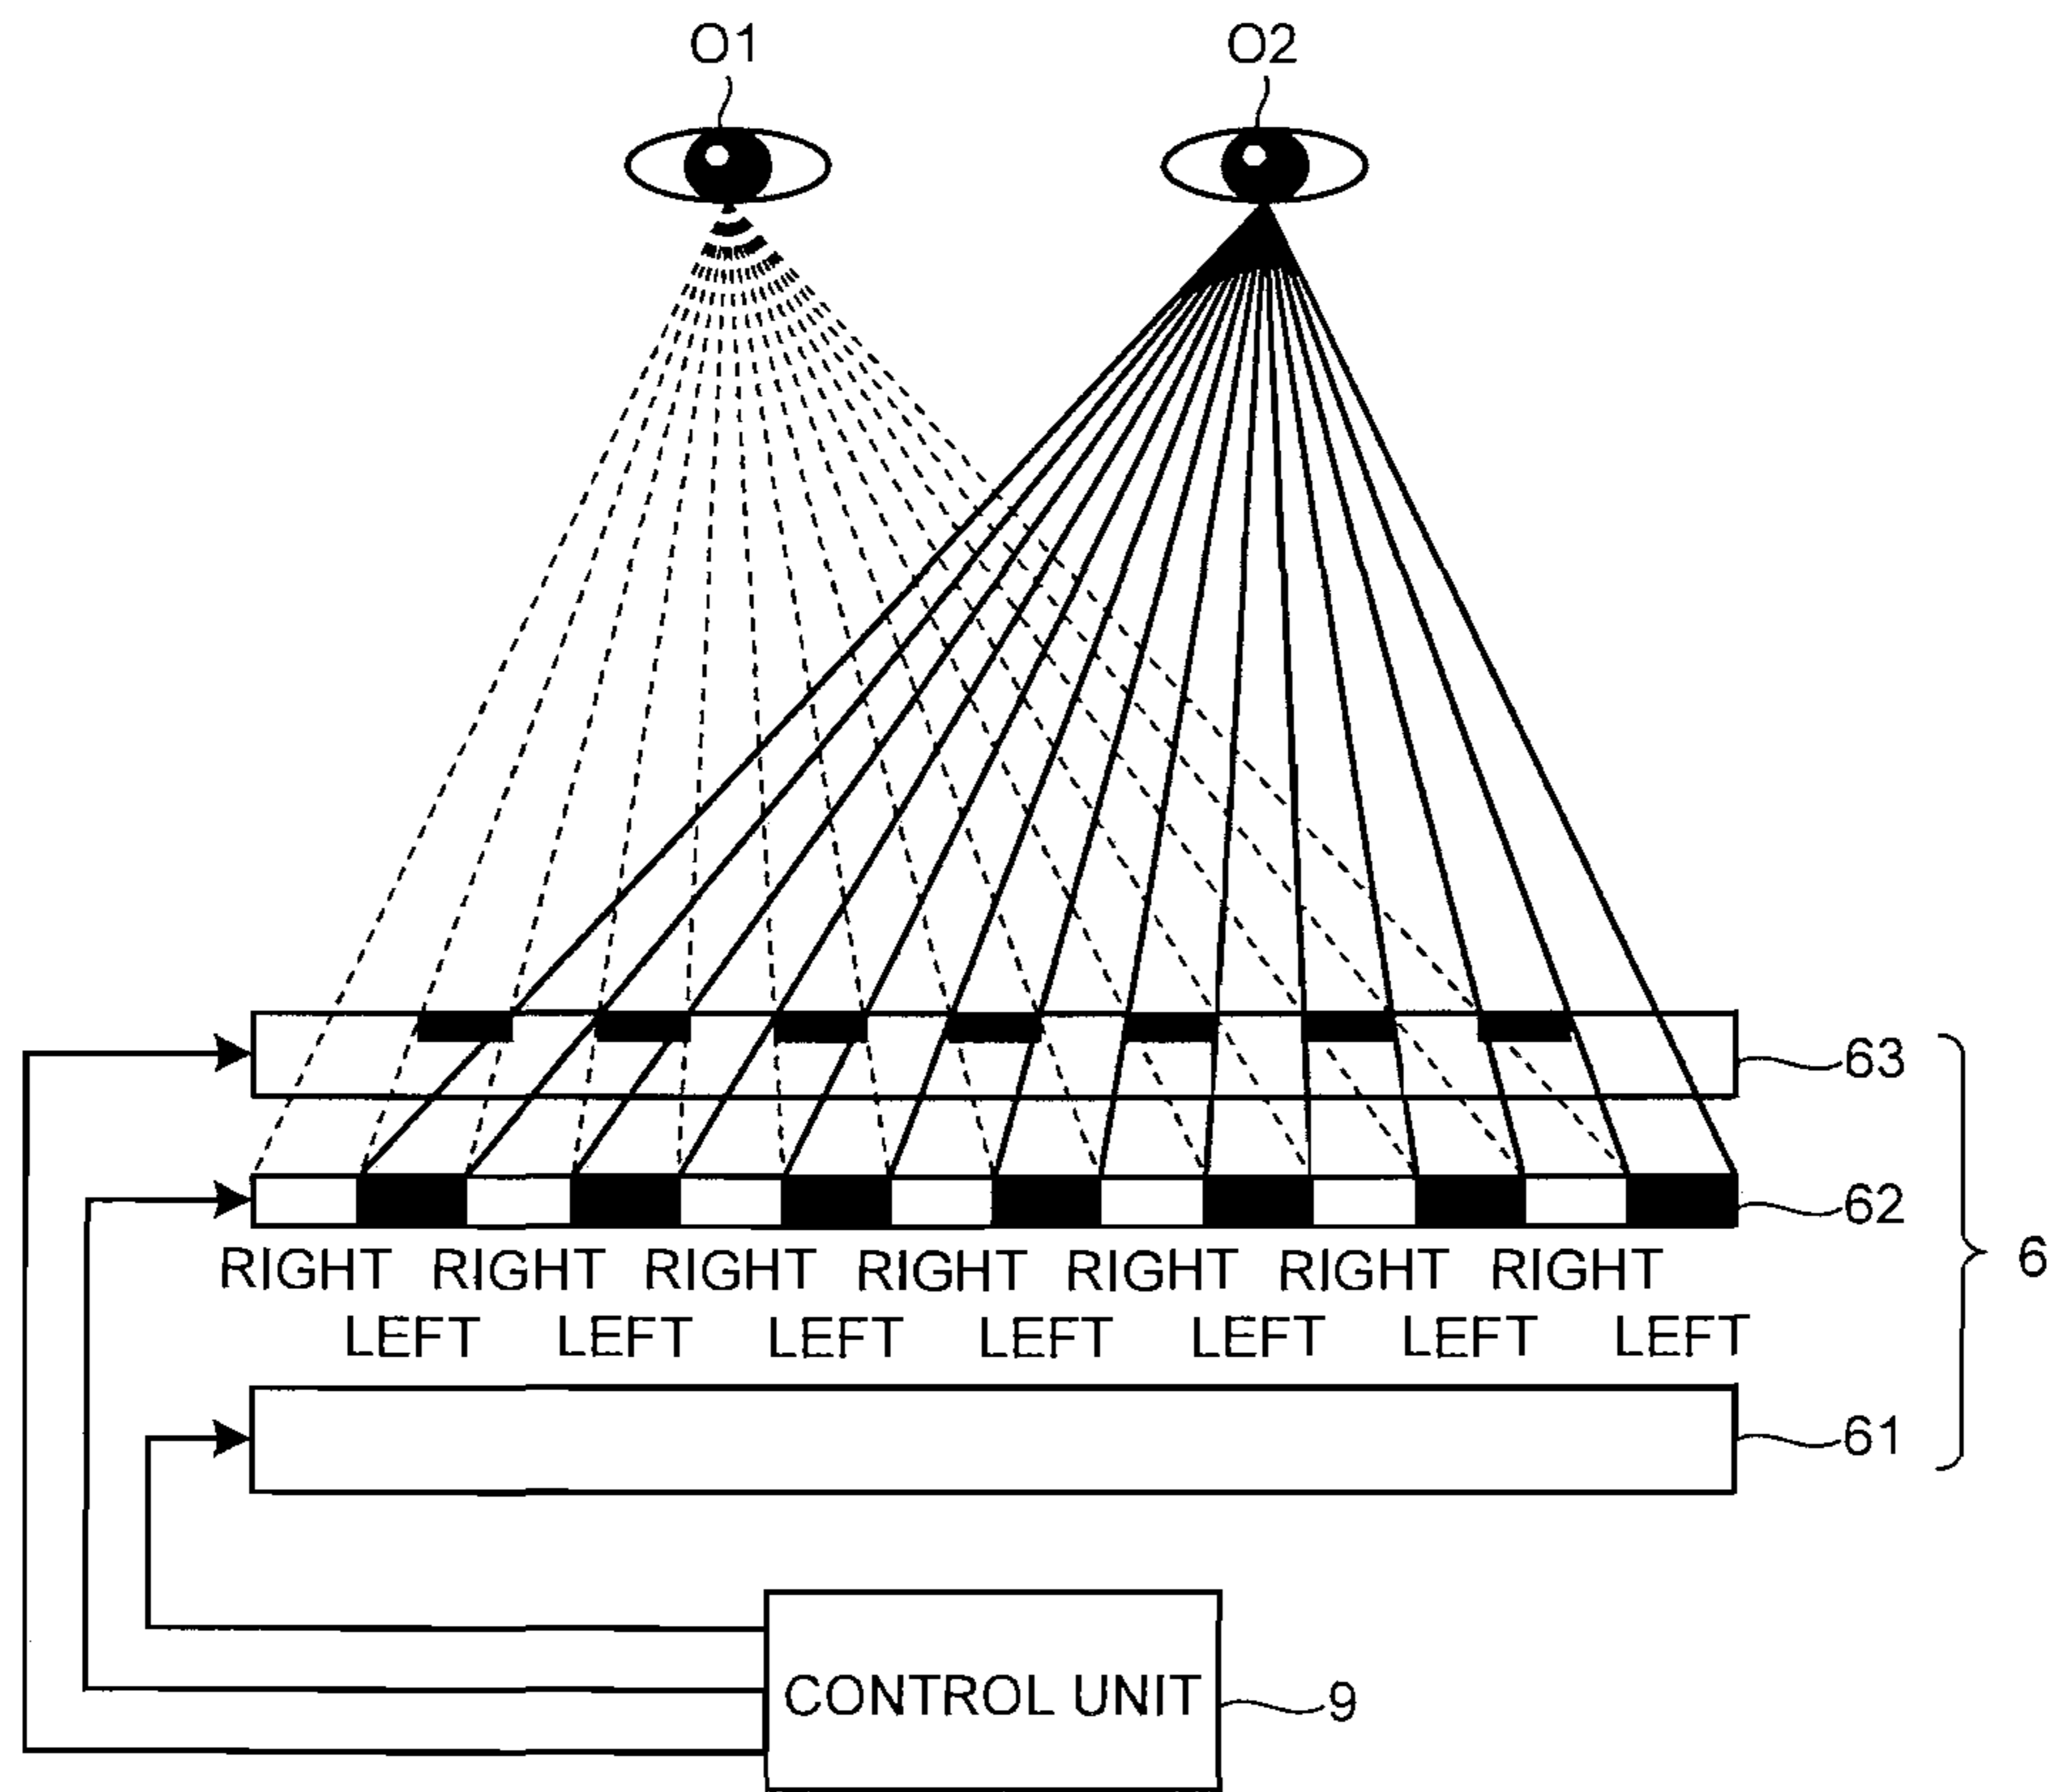 O1 O2
63
62
RIGHT RIGHT RIGHT RIGHT RIGHT RIGHT RIGHT
6
LEFT LEFT LEFT LEFT LEFT LEFT LEFT
61
CONTROL UNIT 9